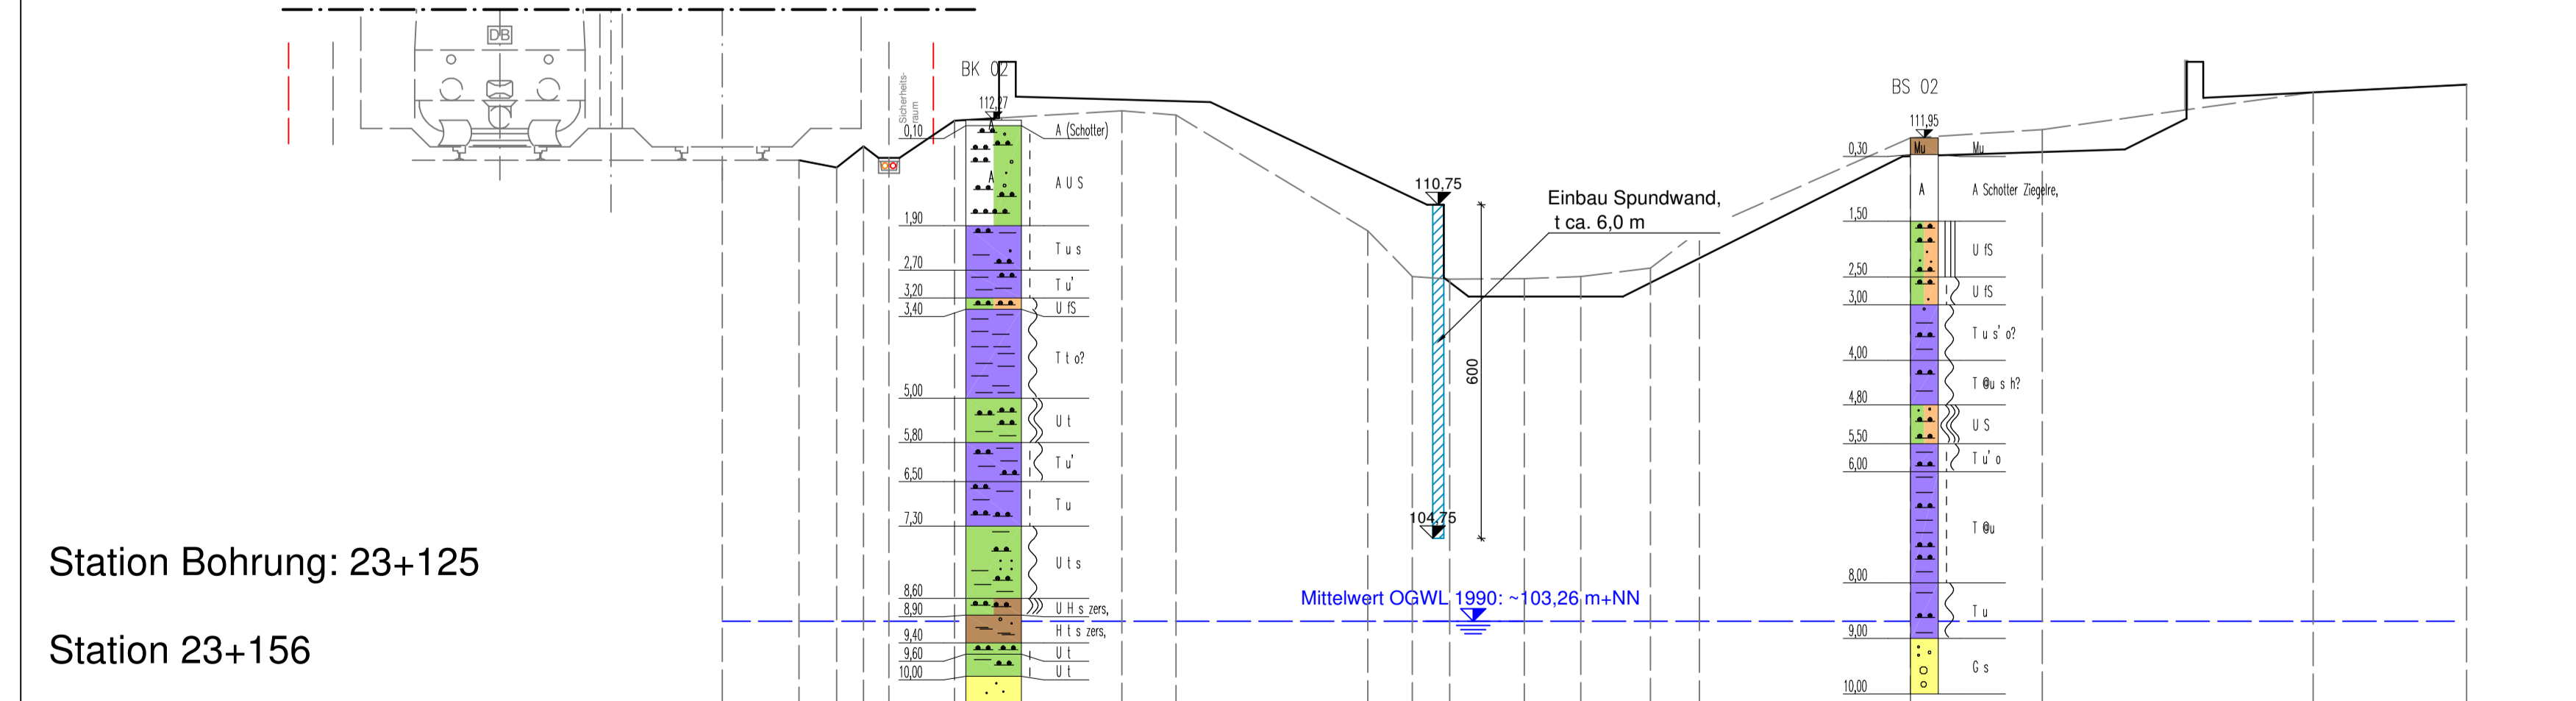 DB
Sicherheits-
raum
BK 02
112,27
0,10
A (Schotter)
A
A
A U S
1,90
T u s
2,70
T u'
3,20
U fS
3,40
T t o?
5,00
U t
5,80
T u'
6,50
T u
7,30
U t s
8,60
U H s zers,
8,90
H t s zers,
9,40
U t
9,60
U t
10,00
110,75
Einbau Spundwand,
t ca. 6,0 m
600
104,75
Mittelwert OGWL 1990: ~103,26 m+NN
BS 02
111,95
0,30
Mu
Mu
A
A Schotter Ziegelre,
1,50
U fS
2,50
U fS
3,00
T u s' o?
4,00
T @u s h?
4,80
U S
5,50
T u' o
6,00
T @u
8,00
T u
9,00
G s
10,00
Station Bohrung: 23+125
Station 23+156